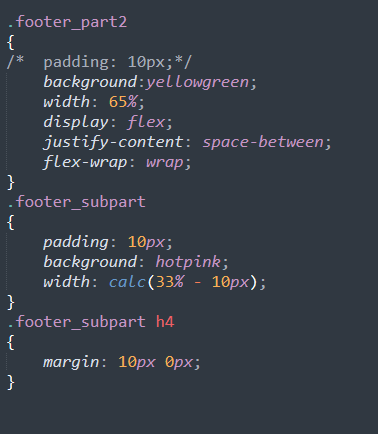 .footer_part2
{
/*  padding: 10px;*/
    background:yellowgreen;
    width: 65%;
    display: flex;
    justify-content: space-between;
    flex-wrap: wrap;
}
.footer_subpart
{
    padding: 10px;
    background: hotpink;
    width: calc(33% - 10px);
}
.footer_subpart h4
{
    margin: 10px 0px;
}